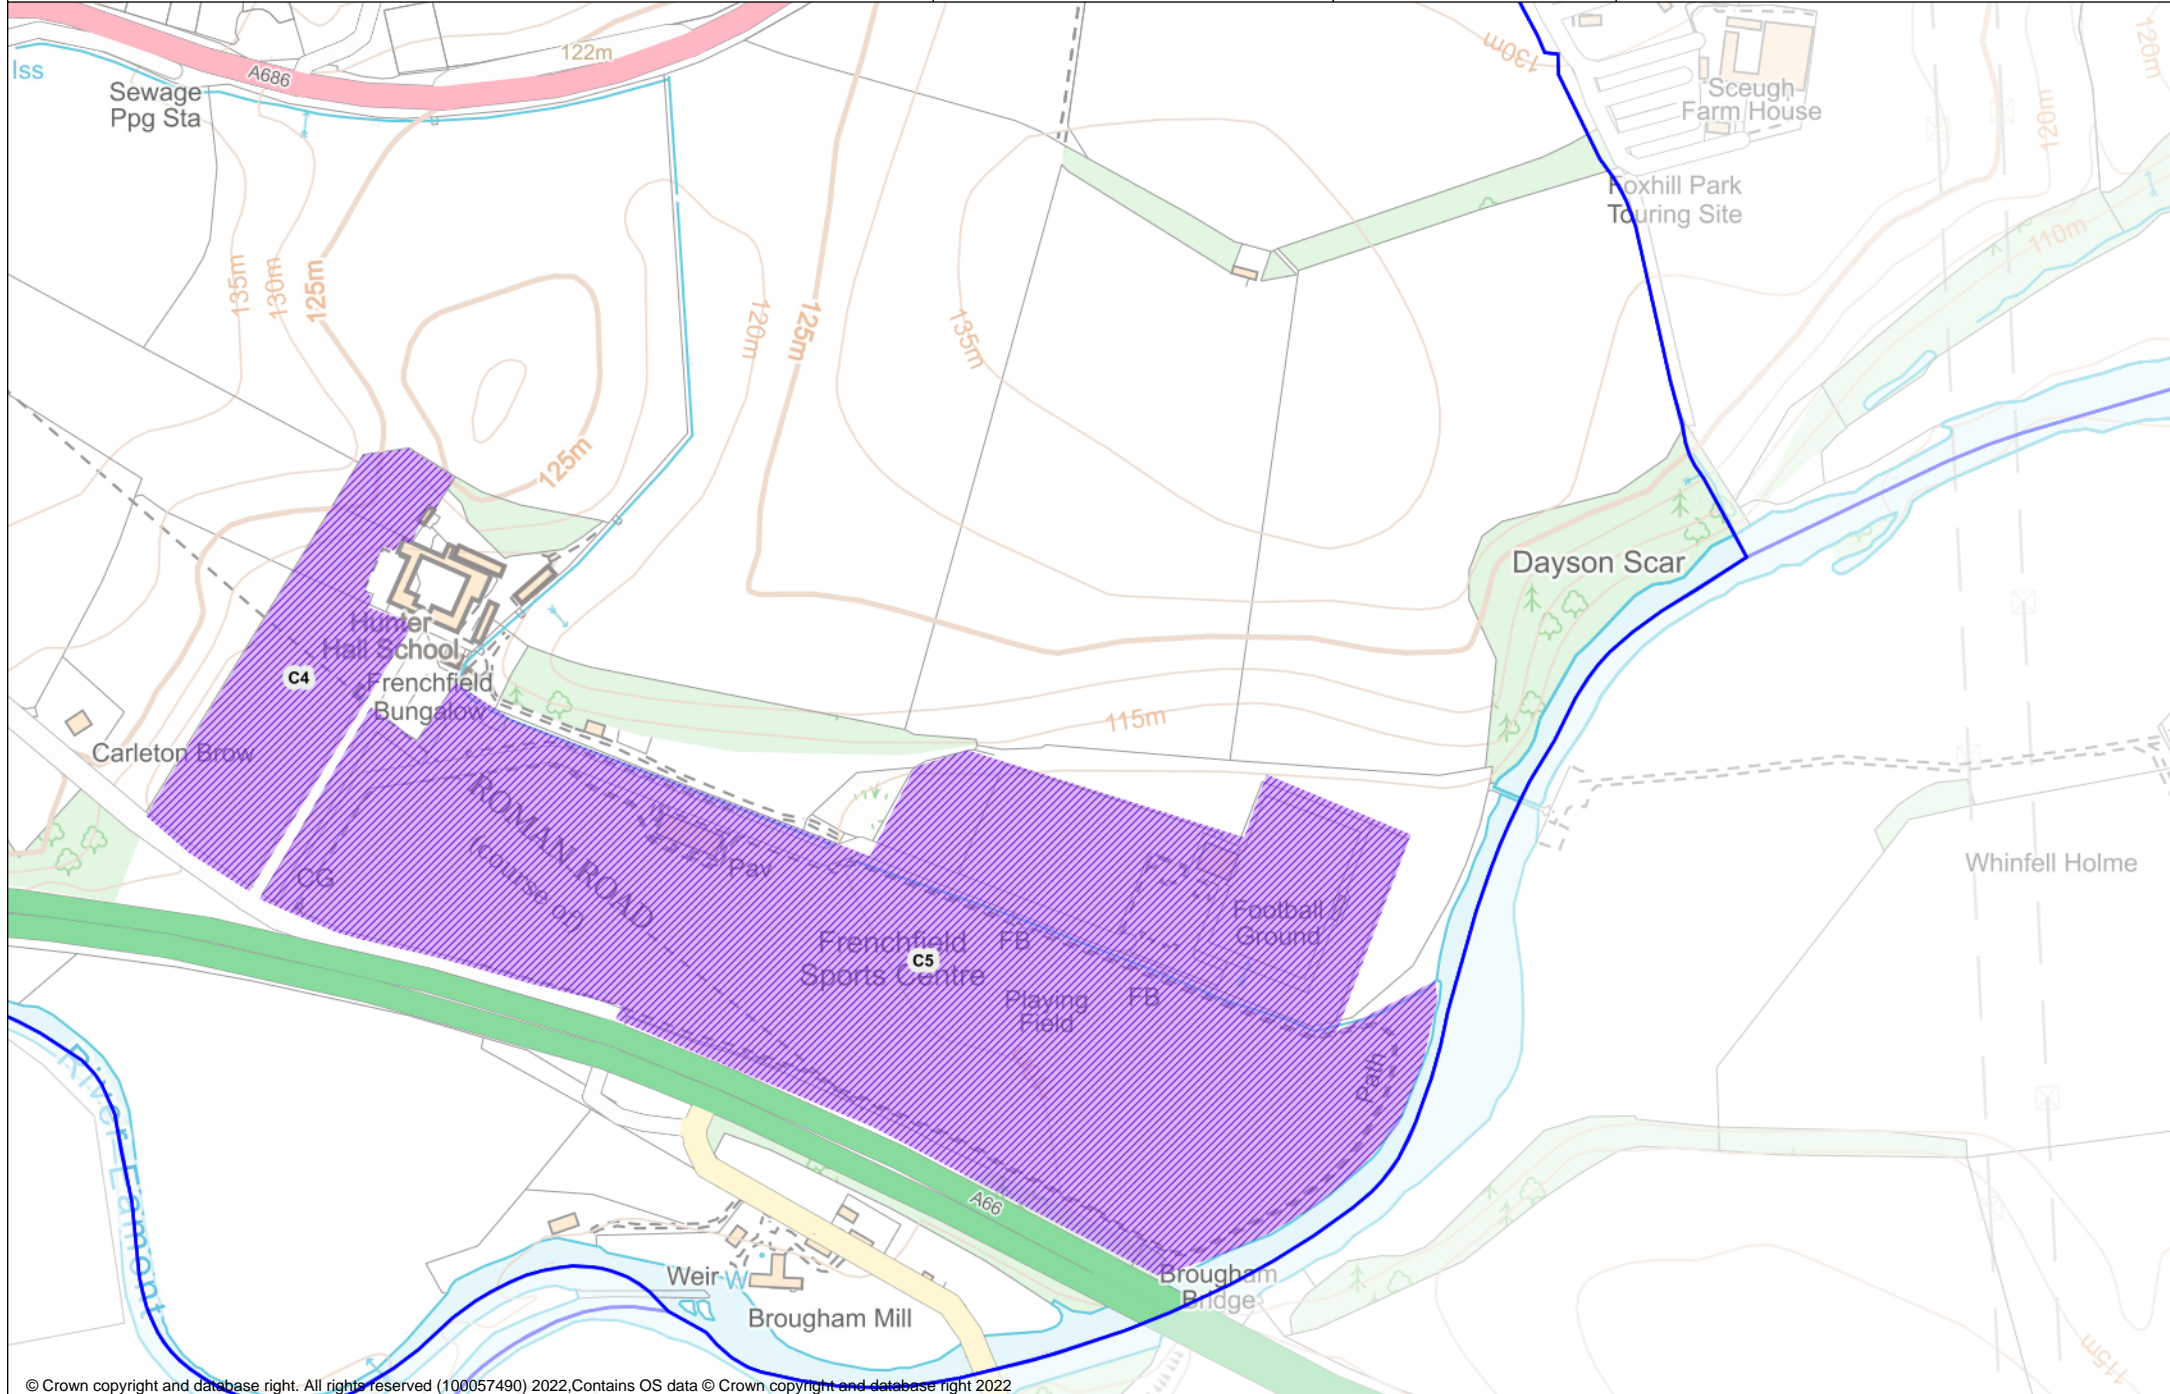 122m
A686
Iss
Sewage
Ppg Sta
130m
Sceugh
Farm House
120m
120m
Foxhill Park
Touring Site
110m
135m
130m
125m
120m
125m
135m
125m
Dayson Scar
Hunter
Hall School
C4
Frenchfield
Bungalow
115m
Carleton Brow
ROMAN ROAD
(course of)
Pav
CG
Whinfell Holme
Football
Ground
Frenchfield
Sports Centre
C5
FB
FB
Playing
Field
Path
River Eamont
A66
Weir
W
Brougham
Bridge
Brougham Mill
115m
© Crown copyright and database right. All rights reserved (100057490) 2022,Contains OS data © Crown copyright and database right 2022